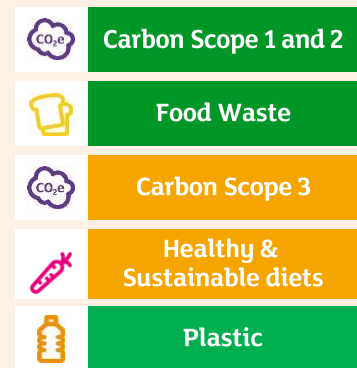 CO₂e
Carbon Scope 1 and 2
Food Waste
CO₂e
Carbon Scope 3
Healthy &
Sustainable diets
Plastic